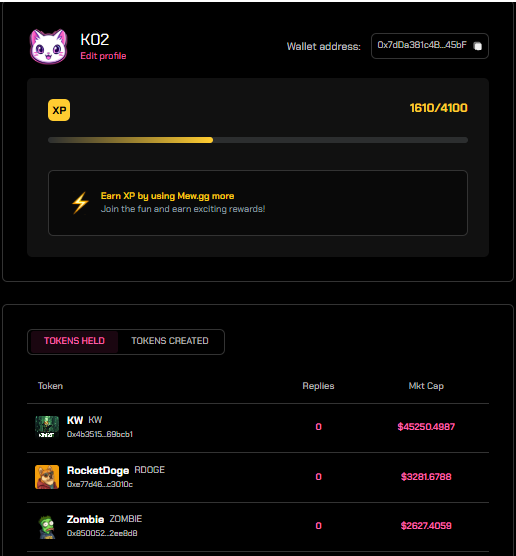 K02
Edit profile
Wallet address: 0x7dDa381c4B...45bF
XP
1610/4100
Earn XP by using Mew.gg more
Join the fun and earn exciting rewards!
TOKENS HELD TOKENS CREATED
Token Replies Mkt Cap
KW KW
0x4b3515...69bcb1
0 $45250.4987
RocketDoge RDOGE
0xe77d46...c3010c
0 $3281.6788
Zombie ZOMBIE
0x850052...2ee8d8
0 $2627.4059